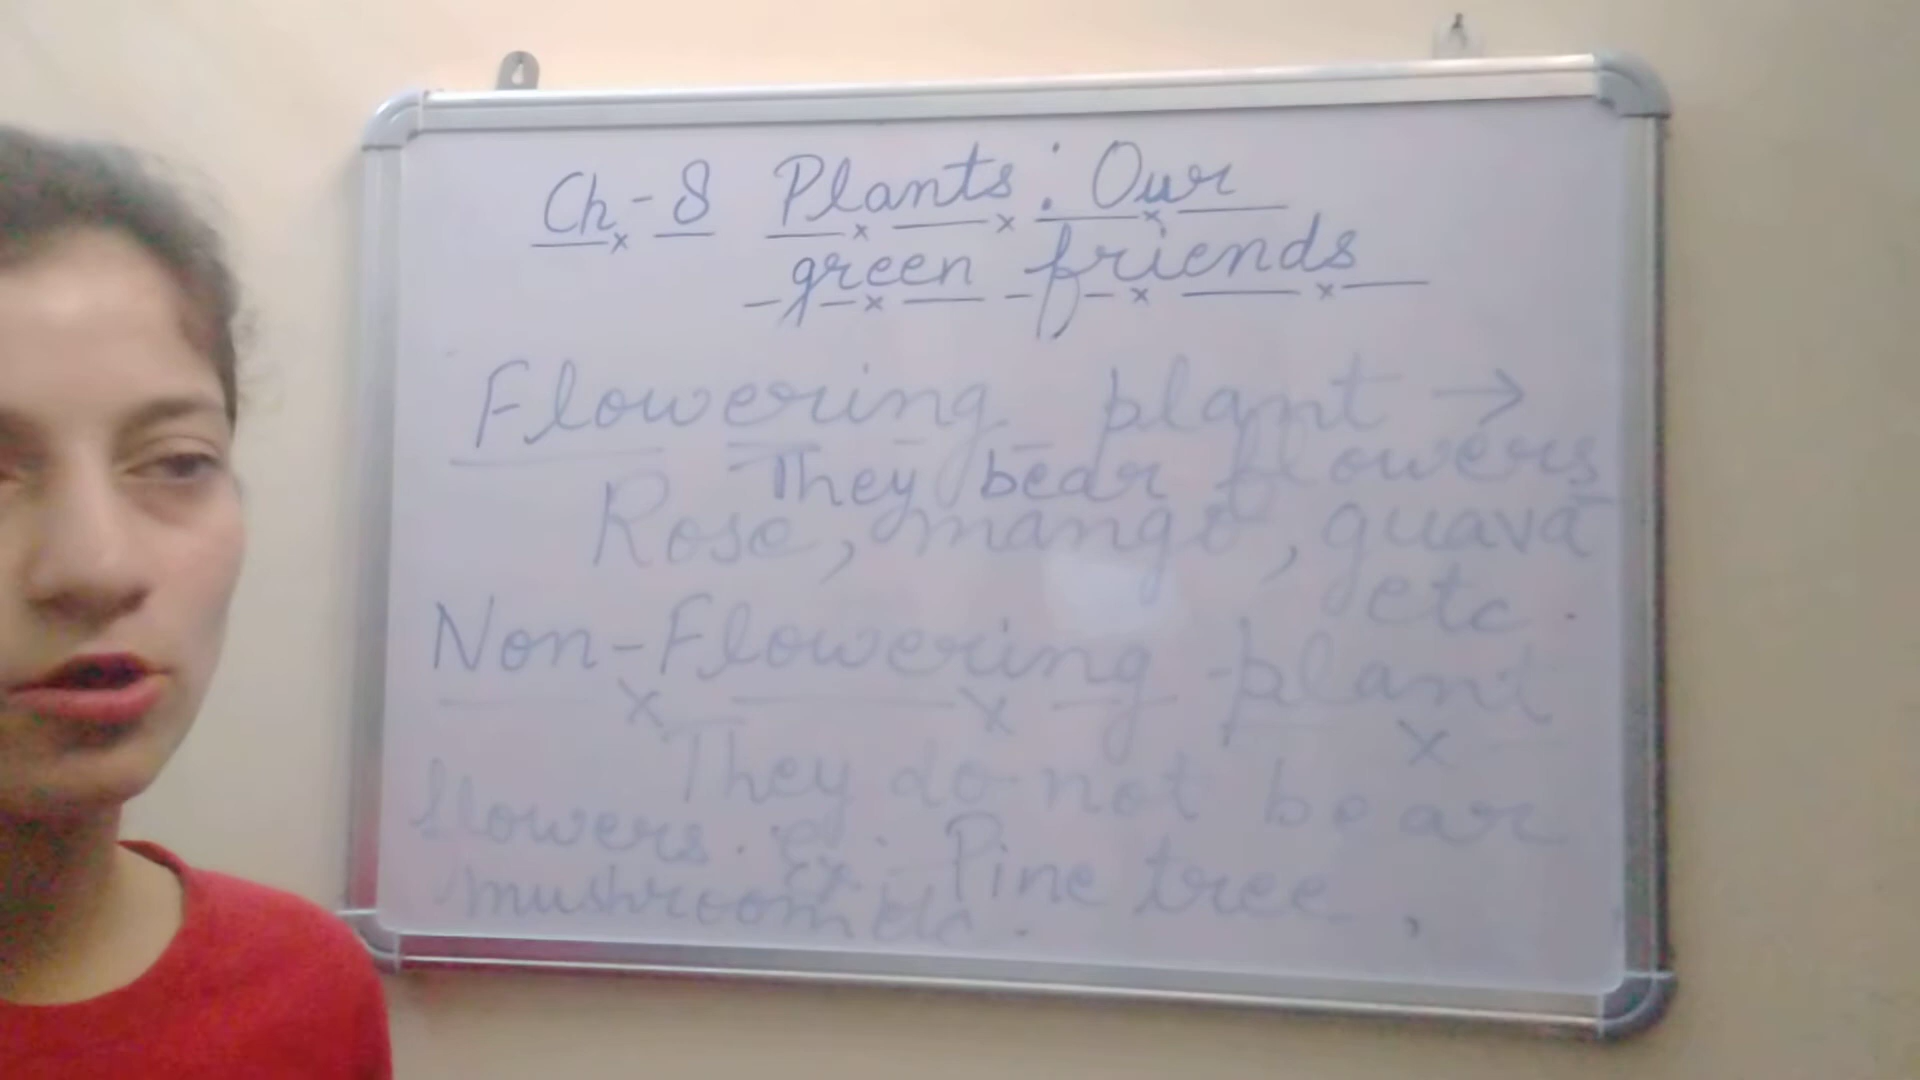 Ch-8 Plants: Our
green friends
Flowering plant →
They bear flowers
Rose, mango, guava
etc.
Non-Flowering plant
They do not bear
flowers. ex. Pine tree,
mushroom etc.